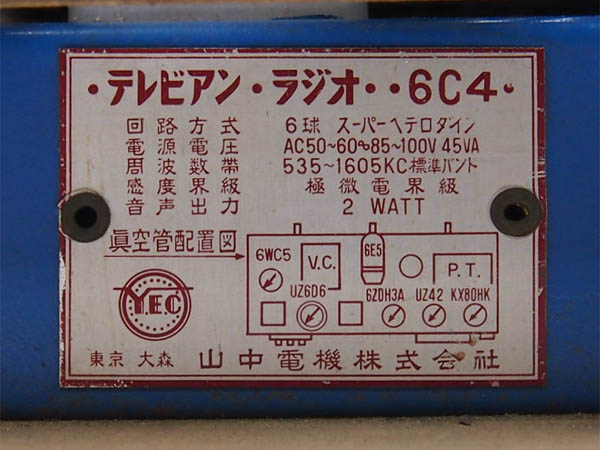 ・テレビアン・ラジオ・・6C4・
回路方式 6球 スーパーヘテロダイン
電源電圧 AC50~60〜85~100V 45VA
周波数帯 535~1605KC標準バンド
感度界級 極微電界級
音声出力 2 WATT
眞空管配置図
6WC5 V.C. 6E5 P.T.
UZ6D6 6ZDH3A UZ42 KX80HK
Y.E.C
東京 大森 山中電機株式会社